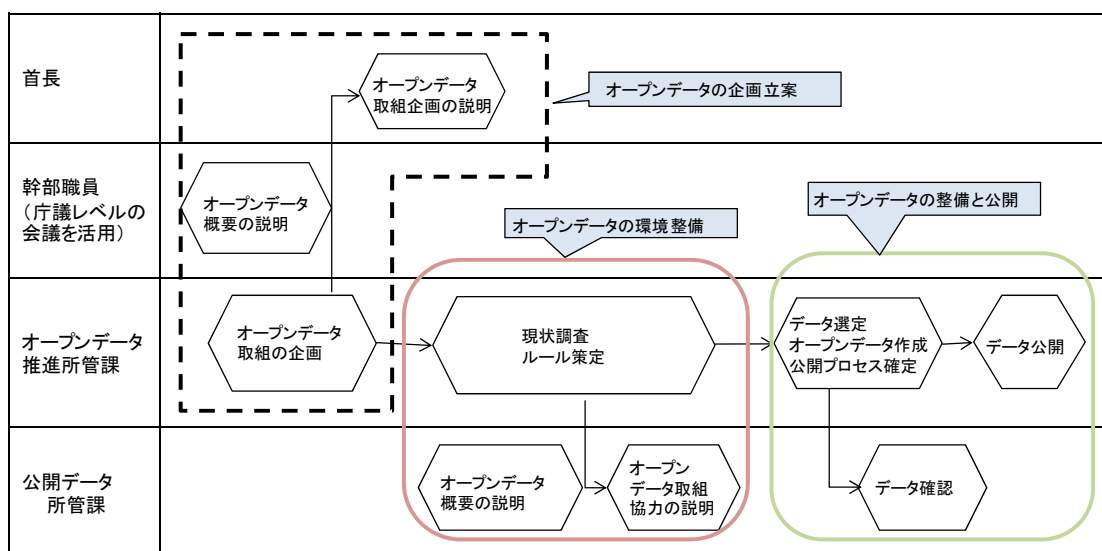 首長
オープンデータ
取組企画の説明
オープンデータの企画立案
幹部職員
（庁議レベルの
会議を活用）
オープンデータ
概要の説明
オープンデータの環境整備
オープンデータの整備と公開
オープンデータ
推進所管課
オープンデータ
取組の企画
現状調査
ルール策定
データ選定
オープンデータ作成
公開プロセス確定
データ公開
公開データ
所管課
オープンデータ
概要の説明
オープン
データ取組
協力の説明
データ確認